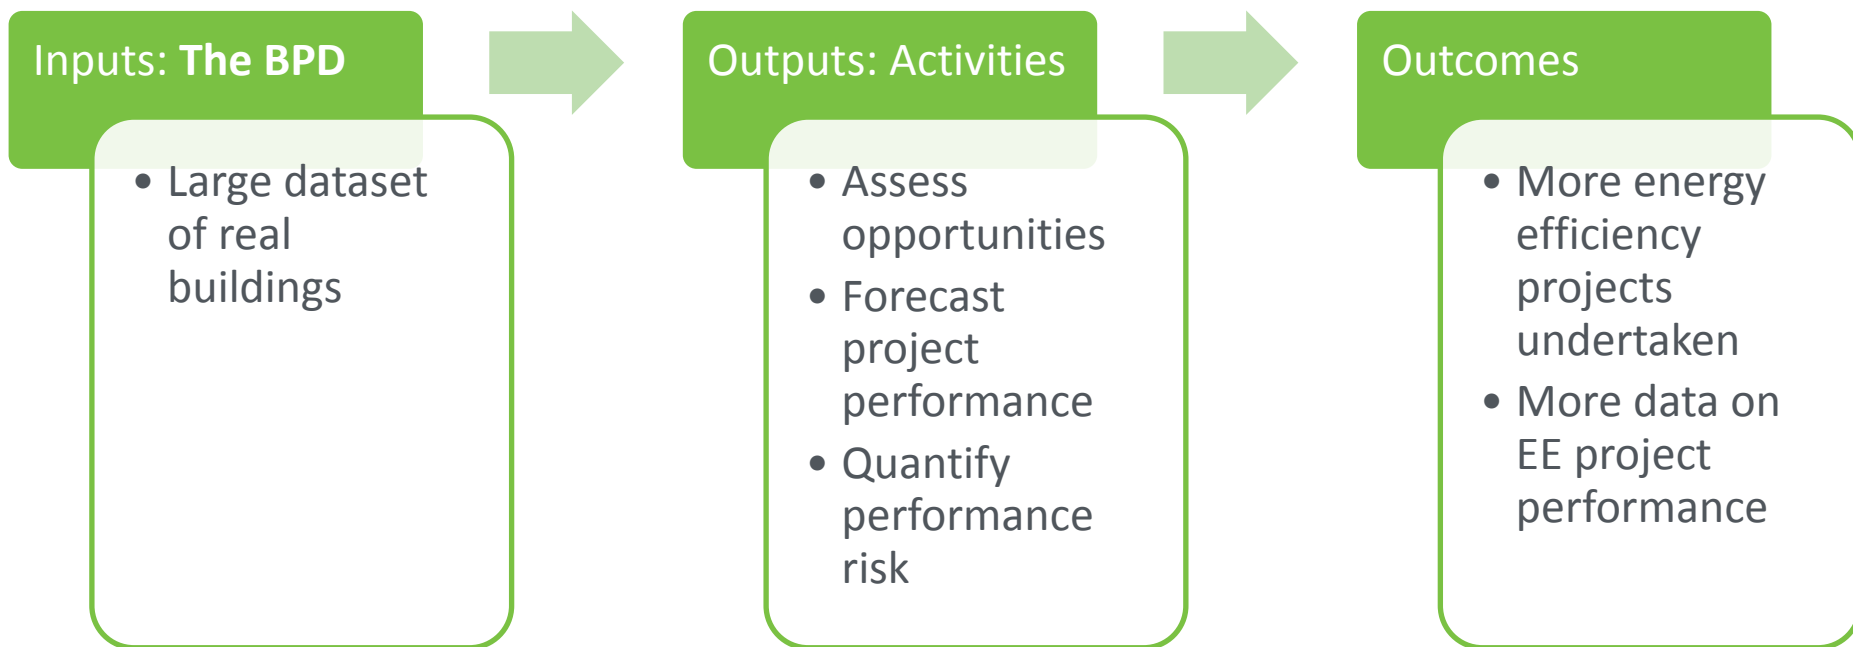 Inputs: The BPD
• Large dataset
of real
buildings
Outputs: Activities
• Assess
opportunities
• Forecast
project
performance
• Quantify
performance
risk
Outcomes
• More energy
efficiency
projects
undertaken
• More data on
EE project
performance